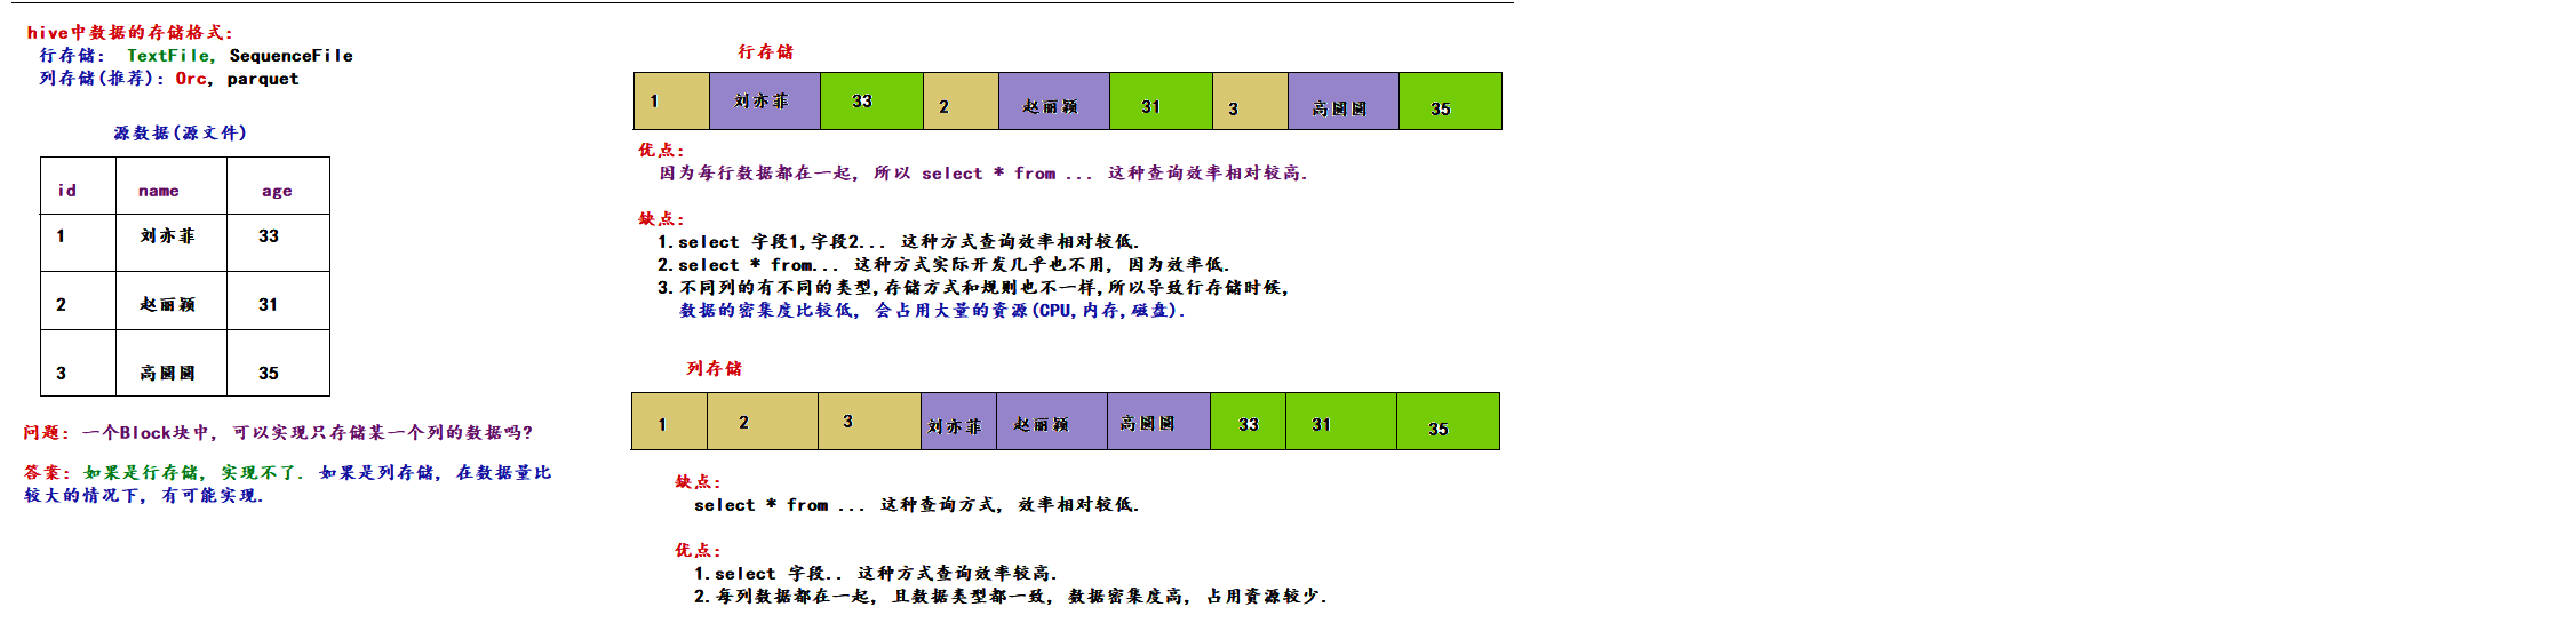 hive中数据的存储格式:
行存储: TextFile, SequenceFile
列存储(推荐): Orc, parquet
源数据(源文件)
id name age
1 刘亦菲 33
2 赵丽颖 31
3 高圆圆 35
问题: 一个Block块中, 可以实现只存储某一个列的数据吗?
答案: 如果是行存储, 实现不了. 如果是列存储, 在数据量比
较大的情况下, 有可能实现.
行存储
1 刘亦菲 33 2 赵丽颖 31 3 高圆圆 35
优点:
因为每行数据都在一起, 所以 select * from ... 这种查询效率相对较高.
缺点:
1.select 字段1,字段2... 这种方式查询效率相对较低.
2.select * from... 这种方式实际开发几乎也不用, 因为效率低.
3.不同列的有不同的类型,存储方式和规则也不一样,所以导致行存储时候,
数据的密集度比较低, 会占用大量的资源(CPU,内存,磁盘).
列存储
1 2 3 刘亦菲 赵丽颖 高圆圆 33 31 35
缺点:
select * from ... 这种查询方式, 效率相对较低.
优点:
1.select 字段.. 这种方式查询效率较高.
2.每列数据都在一起, 且数据类型都一致, 数据密集度高, 占用资源较少.